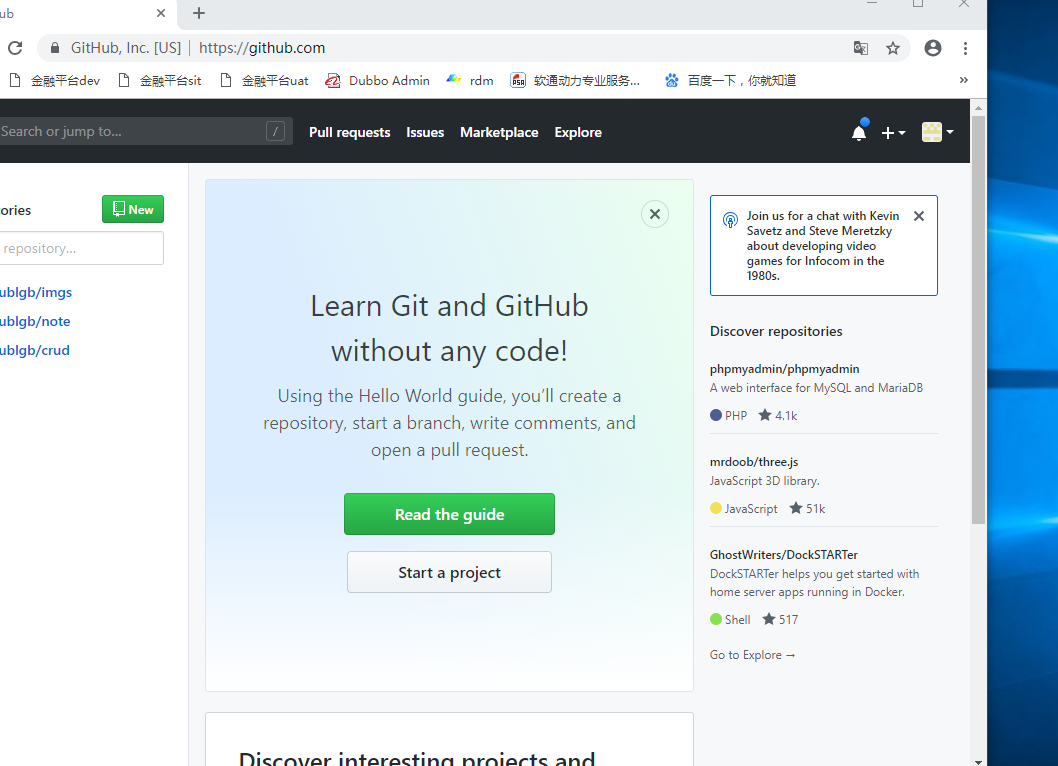 ub
GitHub, Inc. [US] | https://github.com
金融平台dev 金融平台sit 金融平台uat Dubbo Admin rdm 软通动力专业服务... 百度一下，你就知道 »
Search or jump to... / Pull requests Issues Marketplace Explore
ories New
repository...
ublgb/imgs
ublgb/note
ublgb/crud
Learn Git and GitHub
without any code!
Using the Hello World guide, you’ll create a
repository, start a branch, write comments, and
open a pull request.
Read the guide
Start a project
Discover interesting projects and
Join us for a chat with Kevin
Savetz and Steve Meretzky
about developing video
games for Infocom in the
1980s.
Discover repositories
phpmyadmin/phpmyadmin
A web interface for MySQL and MariaDB
PHP 4.1k
mrdoob/three.js
JavaScript 3D library.
JavaScript 51k
GhostWriters/DockSTARTer
DockSTARTer helps you get started with
home server apps running in Docker.
Shell 517
Go to Explore →